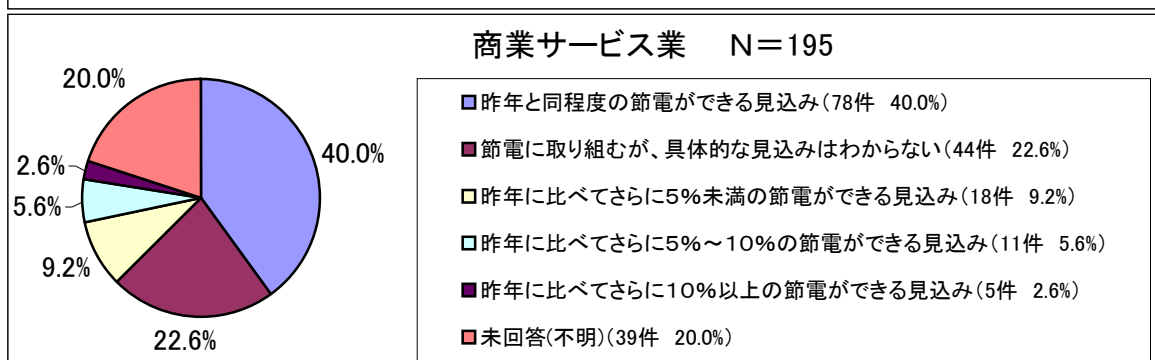 商業サービス業　N＝195
20.0%
40.0%
2.6%
5.6%
9.2%
22.6%
昨年と同程度の節電ができる見込み(78件 40.0%)
節電に取り組むが、具体的な見込みはわからない(44件 22.6%)
昨年に比べてさらに５％未満の節電ができる見込み(18件 9.2%)
昨年に比べてさらに５％～１０％の節電ができる見込み(11件 5.6%)
昨年に比べてさらに１０％以上の節電ができる見込み(5件 2.6%)
未回答(不明)(39件 20.0%)